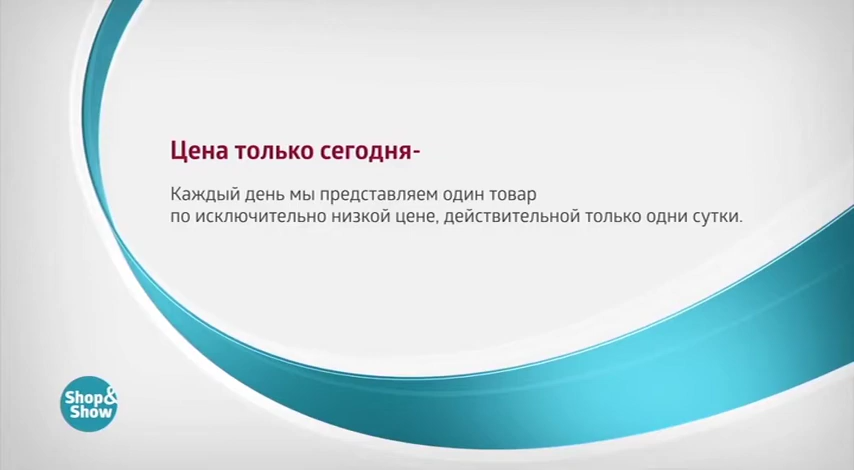 Цена только сегодня-
Каждый день мы представляем один товар
по исключительно низкой цене, действительной только одни сутки.
Shop&
Show